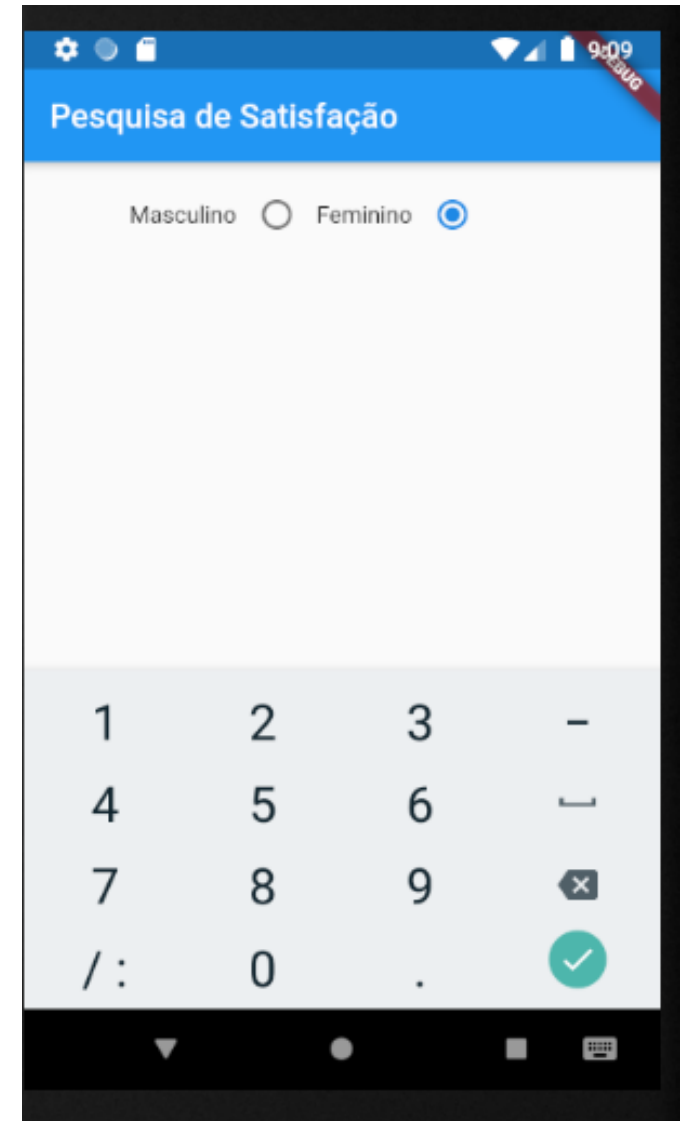 9:09
DEBUG
Pesquisa de Satisfação
Masculino Feminino
1 2 3 -
4 5 6
7 8 9
/ : 0 .